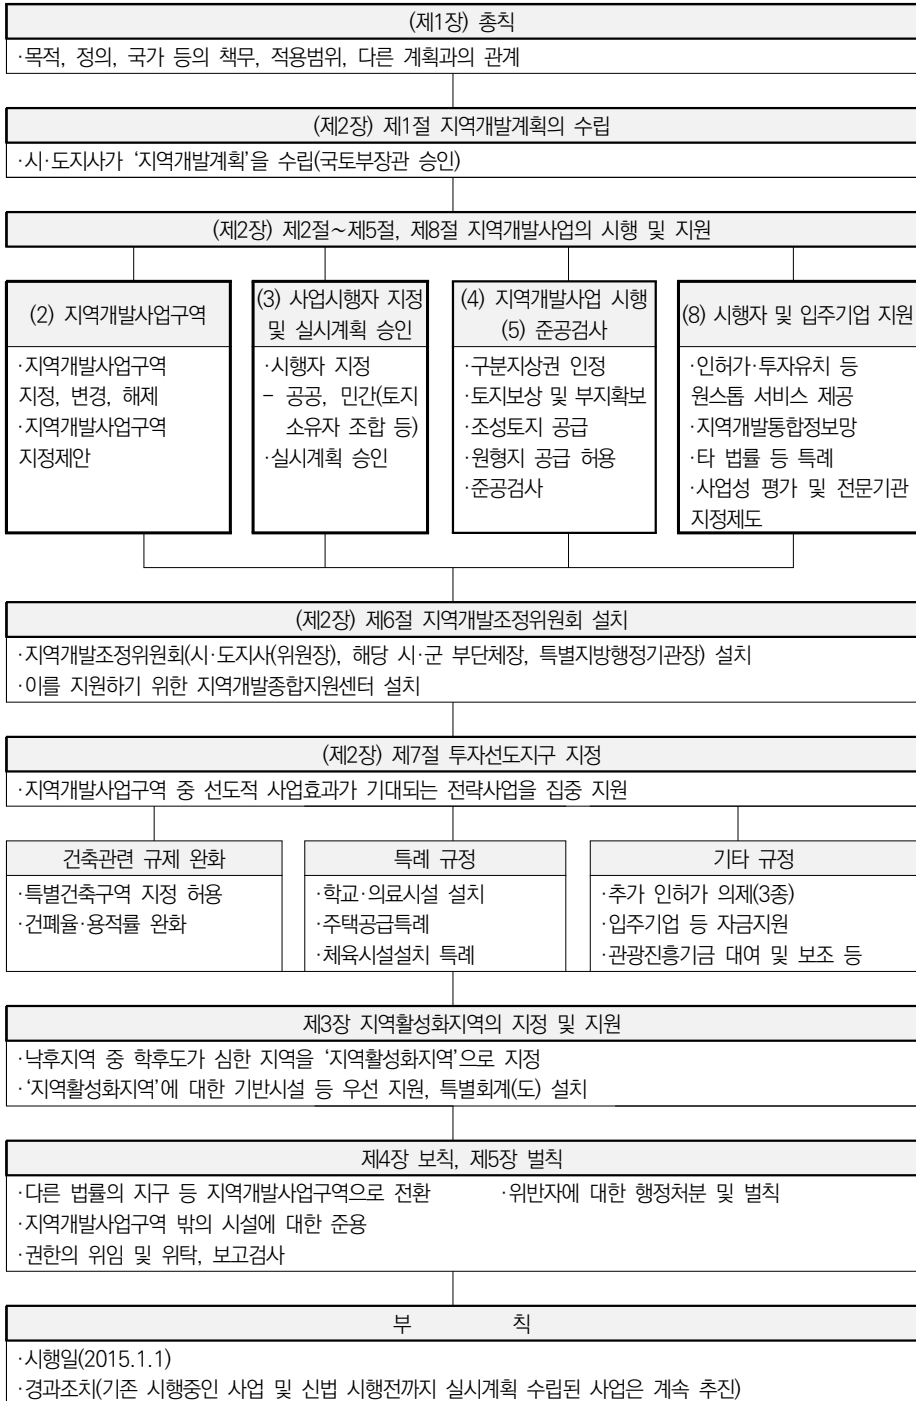 (제1장) 총칙
·목적, 정의, 국가 등의 책무, 적용범위, 다른 계획과의 관계
(제2장) 제1절 지역개발계획의 수립
·시·도지사가 ‘지역개발계획’을 수립(국토부장관 승인)
(제2장) 제2절~제5절, 제8절 지역개발사업의 시행 및 지원
(2) 지역개발사업구역
·지역개발사업구역
지정, 변경, 해제
·지역개발사업구역
지정제안
(3) 사업시행자 지정
및 실시계획 승인
·시행자 지정
- 공공, 민간(토지
소유자 조합 등)
·실시계획 승인
(4) 지역개발사업 시행
(5) 준공검사
·구분지상권 인정
·토지보상 및 부지확보
·조성토지 공급
·원형지 공급 허용
·준공검사
(8) 시행자 및 입주기업 지원
·인허가·투자유치 등
원스톱 서비스 제공
·지역개발통합정보망
·타 법률 등 특례
·사업성 평가 및 전문기관
지정제도
(제2장) 제6절 지역개발조정위원회 설치
·지역개발조정위원회(시·도지사(위원장), 해당 시·군 부단체장, 특별지방행정기관장) 설치
·이를 지원하기 위한 지역개발종합지원센터 설치
(제2장) 제7절 투자선도지구 지정
·지역개발사업구역 중 선도적 사업효과가 기대되는 전략사업을 집중 지원
건축관련 규제 완화
·특별건축구역 지정 허용
·건폐율·용적률 완화
특례 규정
·학교·의료시설 설치
·주택공급특례
·체육시설설치 특례
기타 규정
·추가 인허가 의제(3종)
·입주기업 등 자금지원
·관광진흥기금 대여 및 보조 등
제3장 지역활성화지역의 지정 및 지원
·낙후지역 중 학후도가 심한 지역을 ‘지역활성화지역’으로 지정
·‘지역활성화지역’에 대한 기반시설 등 우선 지원, 특별회계(도) 설치
제4장 보칙, 제5장 벌칙
·다른 법률의 지구 등 지역개발사업구역으로 전환 ·위반자에 대한 행정처분 및 벌칙
·지역개발사업구역 밖의 시설에 대한 준용
·권한의 위임 및 위탁, 보고검사
부 칙
·시행일(2015.1.1)
·경과조치(기존 시행중인 사업 및 신법 시행전까지 실시계획 수립된 사업은 계속 추진)